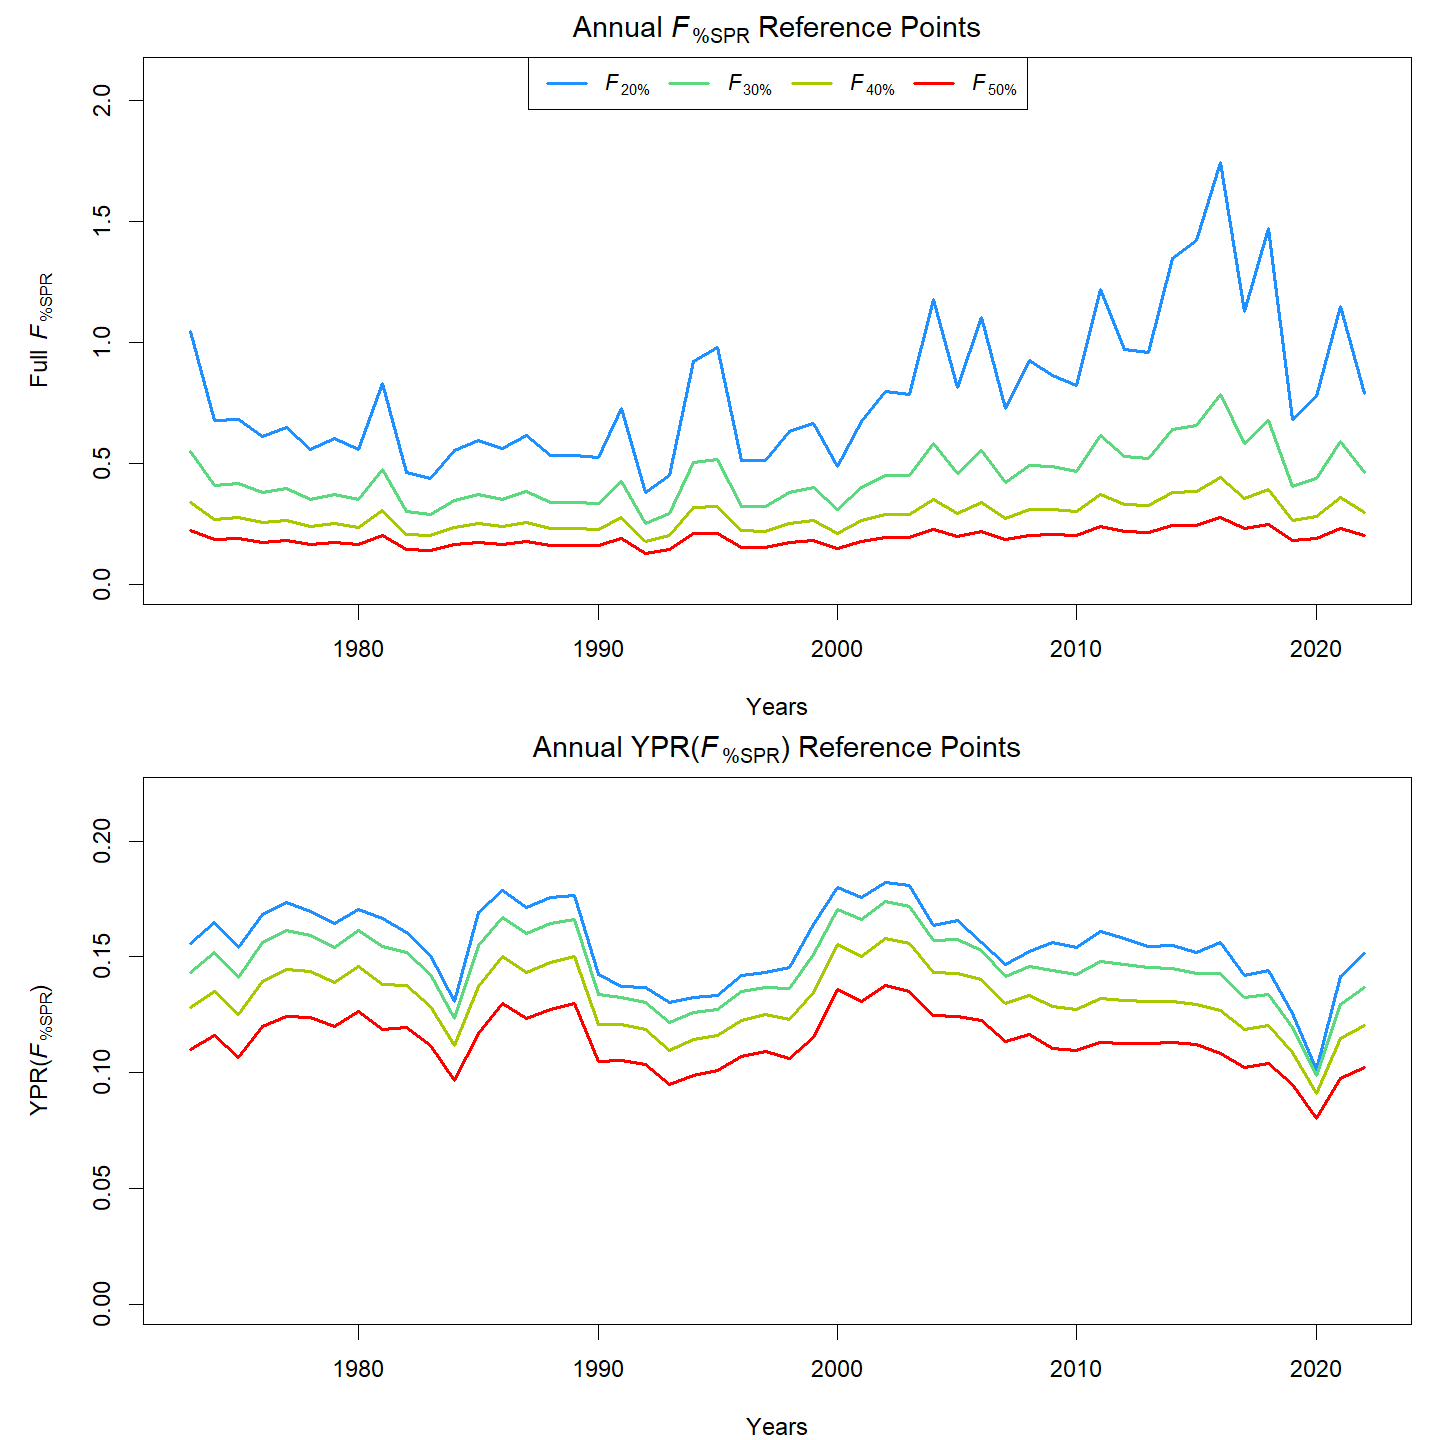 Annual F%SPR Reference Points
F20% F30% F40% F50%
Full F%SPR
2.0
1.5
1.0
0.5
0.0
1980 1990 2000 2010 2020
Years
Annual YPR(F%SPR) Reference Points
YPR(F%SPR)
0.20
0.15
0.10
0.05
0.00
1980 1990 2000 2010 2020
Years